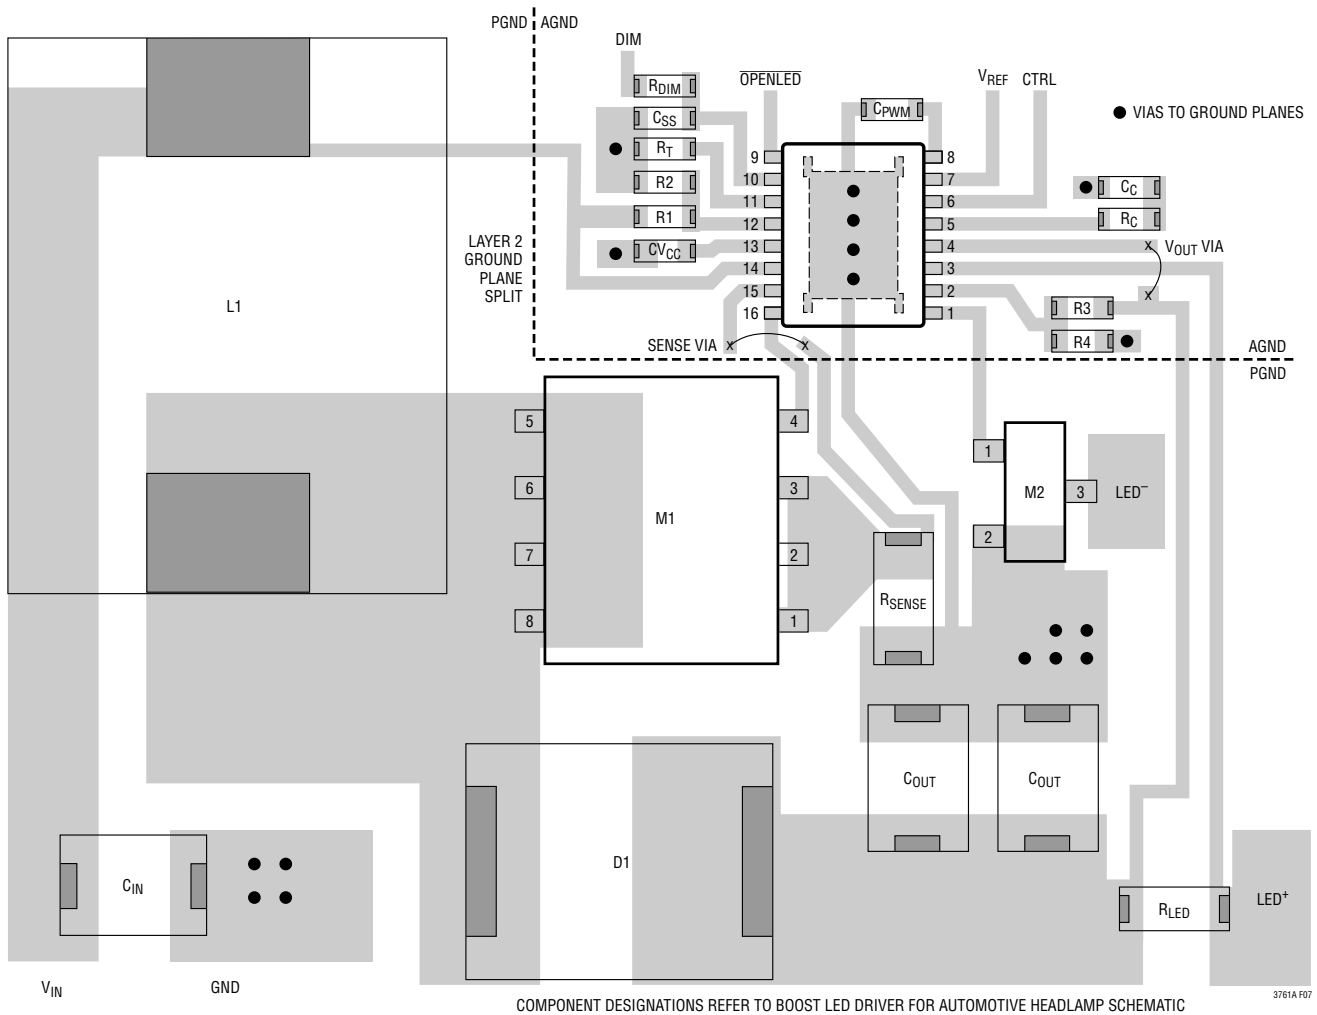 PGND AGND
DIM
RDIM
OPENLED
CPWM
VREF CTRL
● VIAS TO GROUND PLANES
CSS
RT
R2
R1
CVCC
9
10
11
12
13
14
15
16
8
7
6
5
4
3
2
1
CC
RC
x VOUT VIA
x
LAYER 2
GROUND
PLANE
SPLIT
R3
R4
SENSE VIA x x
AGND
PGND
L1
5
6
7
8
M1
4
3
2
1
1
2
M2
3
LED–
RSENSE
COUT
COUT
D1
CIN
RLED
LED+
VIN
GND
3761A F07
COMPONENT DESIGNATIONS REFER TO BOOST LED DRIVER FOR AUTOMOTIVE HEADLAMP SCHEMATIC